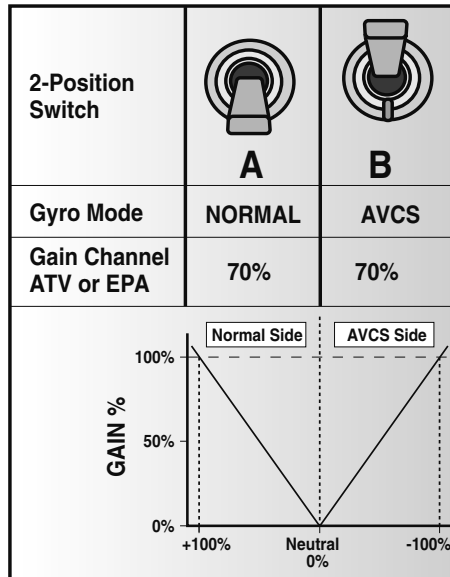 2-Position
Switch
A
B
Gyro Mode
NORMAL
AVCS
Gain Channel
ATV or EPA
70%
70%
Normal Side
AVCS Side
GAIN %
100%
50%
0%
+100%
Neutral
0%
-100%